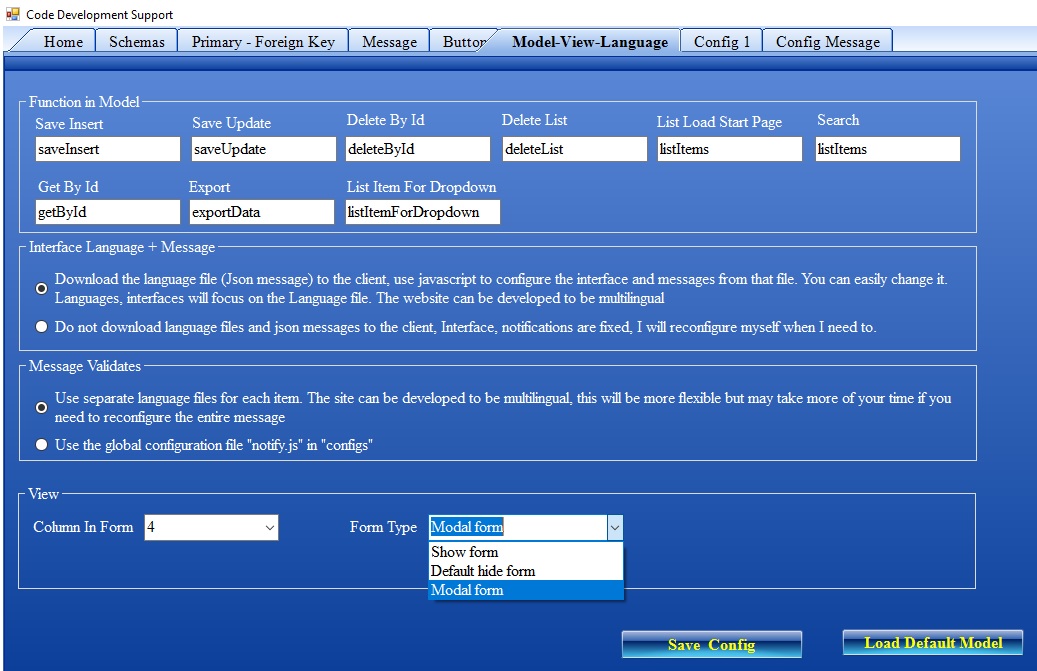 Code Development Support
Home Schemas Primary - Foreign Key Message Button Model-View-Language Config 1 Config Message
Function in Model
Save Insert Save Update Delete By Id Delete List List Load Start Page Search
saveInsert saveUpdate deleteById deleteList listItems listItems
Get By Id Export List Item For Dropdown
getById exportData listItemForDropdown
Interface Language + Message
Download the language file (Json message) to the client, use javascript to configure the interface and messages from that file. You can easily change it.
Languages, interfaces will focus on the Language file. The website can be developed to be multilingual
Do not download language files and json messages to the client, Interface, notifications are fixed, I will reconfigure myself when I need to.
Message Validates
Use separate language files for each item. The site can be developed to be multilingual, this will be more flexible but may take more of your time if you
need to reconfigure the entire message
Use the global configuration file "notify.js" in "configs"
View
Column In Form 4 Form Type Modal form
Show form
Default hide form
Modal form
Save Config Load Default Model